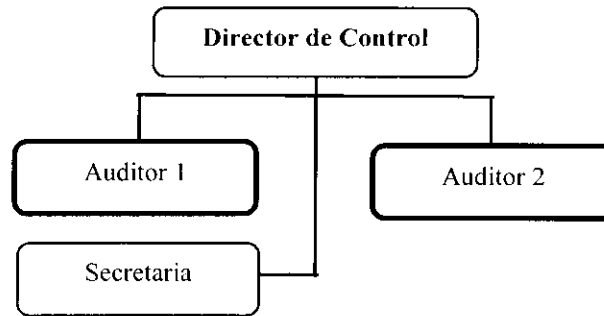 Director de Control
Auditor 1
Auditor 2
Secretaria